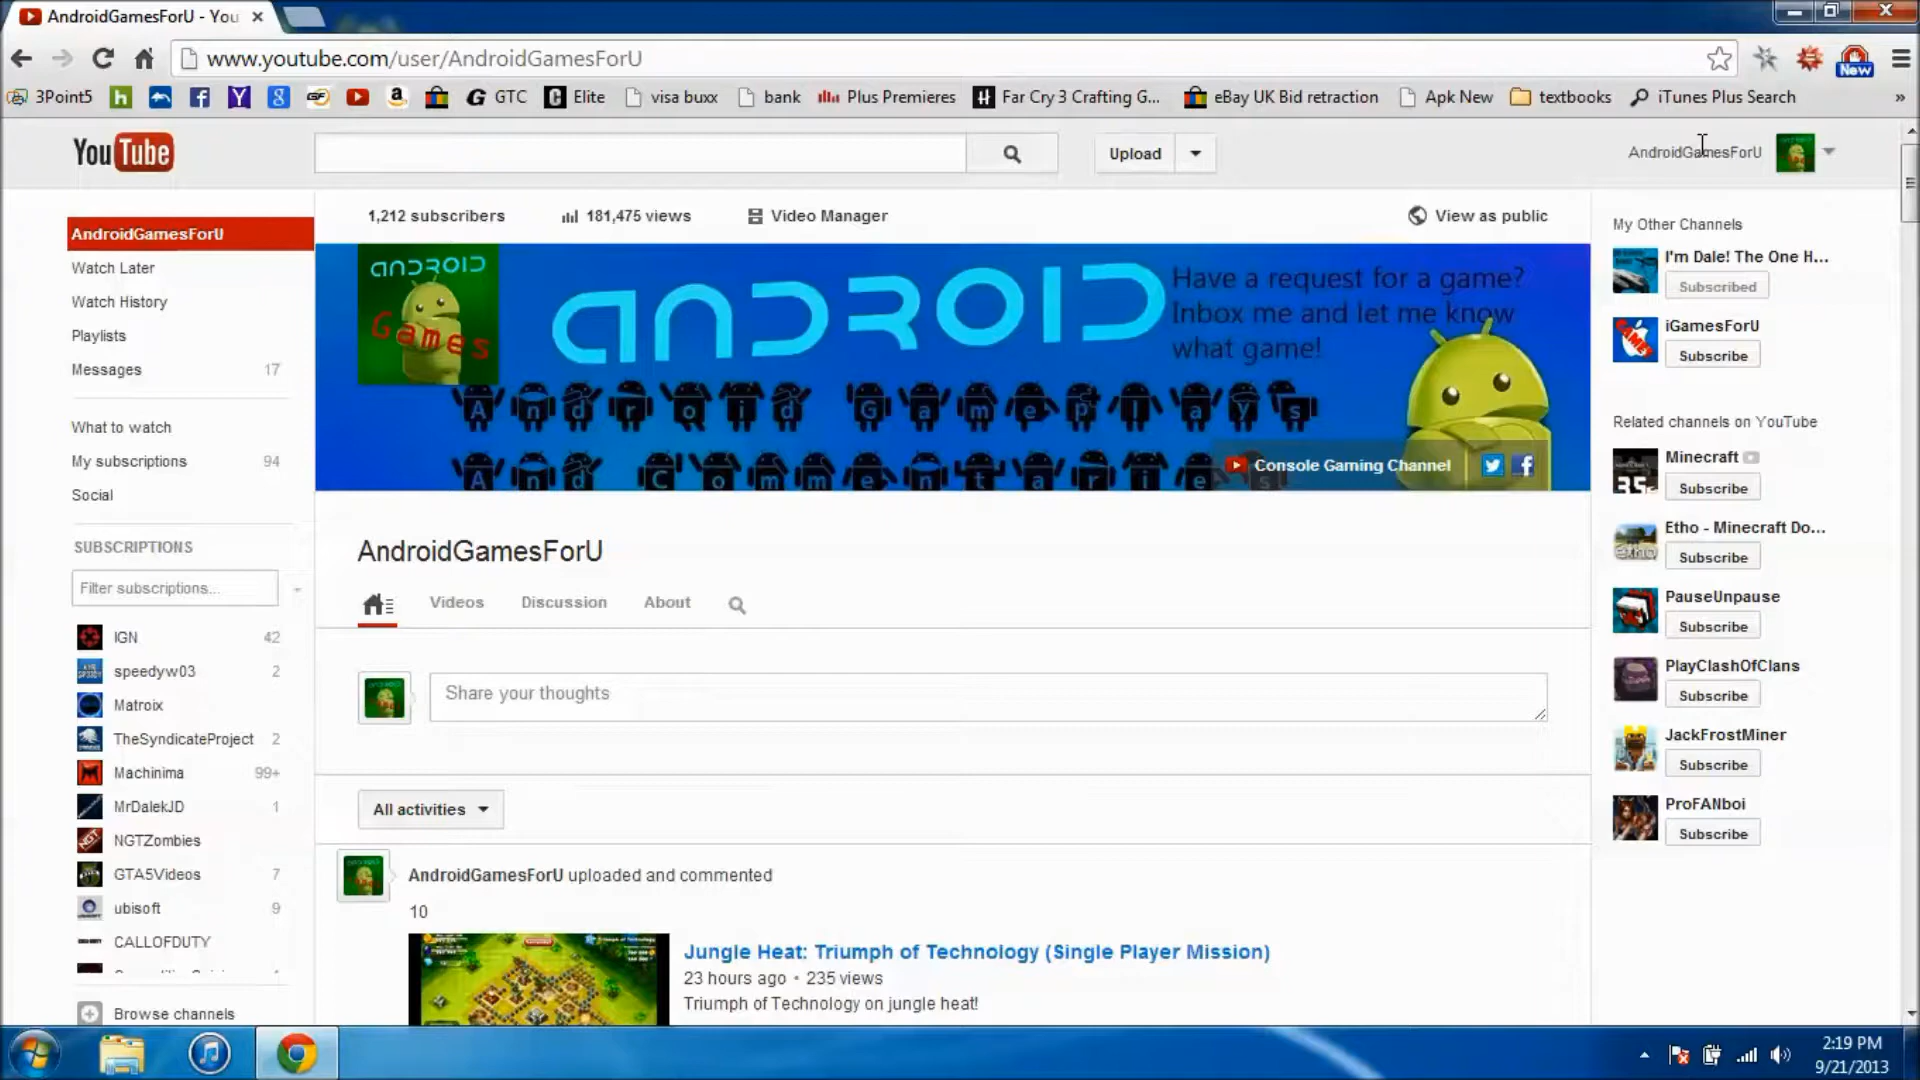 AndroidGamesForU - You
www.youtube.com/user/AndroidGamesForU
New
3Point5 h GTC Elite visa buxx bank Plus Premieres Far Cry 3 Crafting G... eBay UK Bid retraction Apk New textbooks iTunes Plus Search »
YouTube
Upload
AndroidGamesForU
1,212 subscribers 181,475 views Video Manager View as public
AndroidGamesForU
Watch Later
Watch History
Playlists
Messages 17
What to watch
My subscriptions 94
Social
SUBSCRIPTIONS
Filter subscriptions...
IGN 42
speedyw03 2
Matroix
TheSyndicateProject 2
Machinima 99+
MrDalekJD 1
NGTZombies
GTA5Videos 7
ubisoft 9
CALLOFDUTY
Browse channels
ANDROID
Games
ANDROID
Have a request for a game?
Inbox me and let me know
what game!
Android Gameplays
And Commentaries
Console Gaming Channel
AndroidGamesForU
Videos Discussion About
Share your thoughts
All activities
AndroidGamesForU uploaded and commented
10
Jungle Heat: Triumph of Technology (Single Player Mission)
23 hours ago • 235 views
Triumph of Technology on jungle heat!
My Other Channels
I'm Dale! The One H...
Subscribed
iGamesForU
Subscribe
Related channels on YouTube
Minecraft
Subscribe
Etho - Minecraft Do...
Subscribe
PauseUnpause
Subscribe
PlayClashOfClans
Subscribe
JackFrostMiner
Subscribe
ProFANboi
Subscribe
2:19 PM
9/21/2013